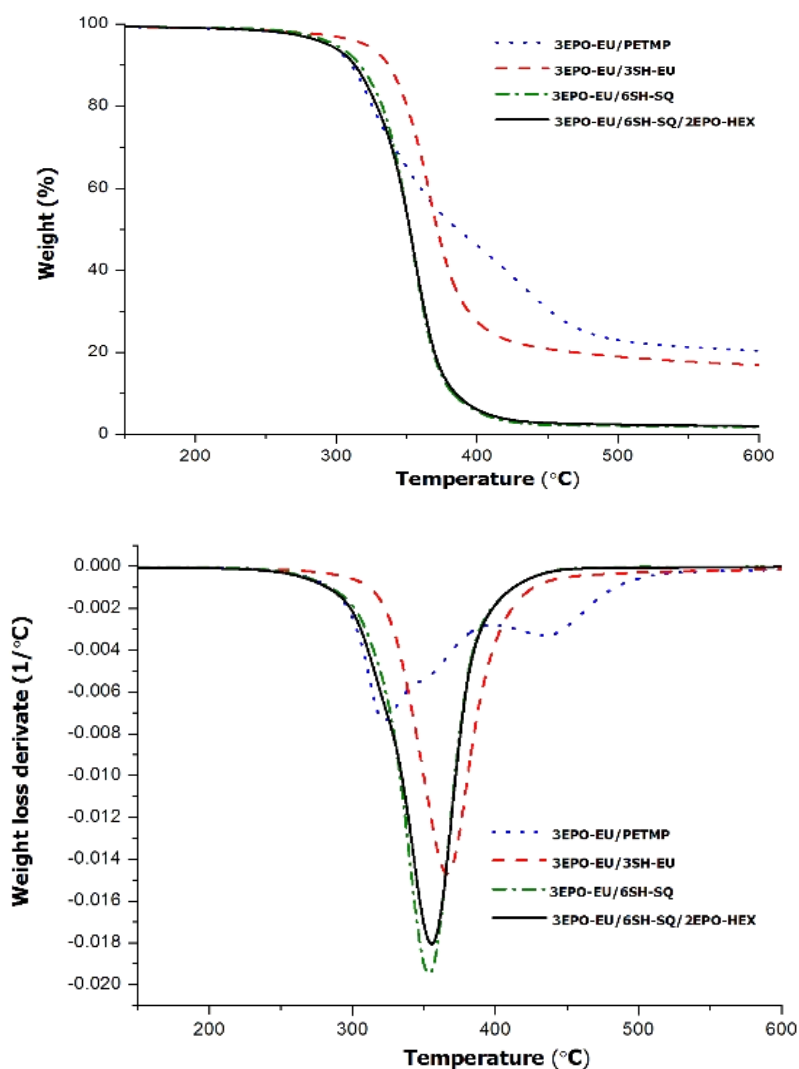 100
80
60
40
20
0
Weight (%)
3EPO-EU/PETMP
3EPO-EU/3SH-EU
3EPO-EU/6SH-SQ
3EPO-EU/6SH-SQ/2EPO-HEX
200
300
400
500
600
Temperature (°C)
0.000
-0.002
-0.004
-0.006
-0.008
-0.010
-0.012
-0.014
-0.016
-0.018
-0.020
Weight loss derivate (1/°C)
3EPO-EU/PETMP
3EPO-EU/3SH-EU
3EPO-EU/6SH-SQ
3EPO-EU/6SH-SQ/2EPO-HEX
200
300
400
500
600
Temperature (°C)